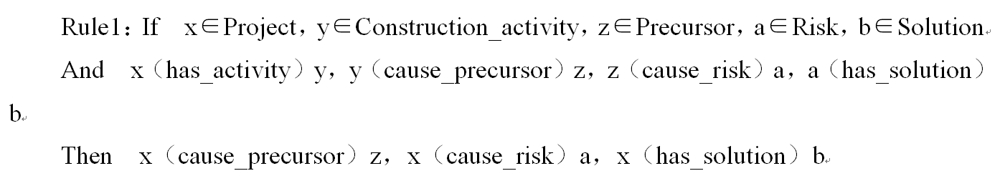 Rule1：If x∈Project，y∈Construction_activity，z∈Precursor，a∈Risk，b∈Solution
And x（has_activity）y，y（cause_precursor）z，z（cause_risk）a，a（has_solution）
b
Then x（cause_precursor）z，x（cause_risk）a，x（has_solution）b